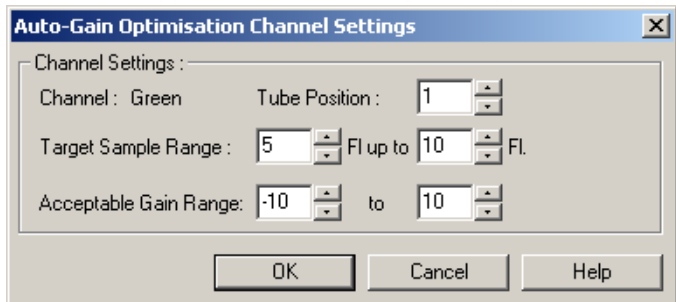 Auto-Gain Optimisation Channel Settings
Channel Settings :
Channel : Green Tube Position : 1
Target Sample Range : 5 Fl up to 10 Fl.
Acceptable Gain Range: -10 to 10
OK Cancel Help